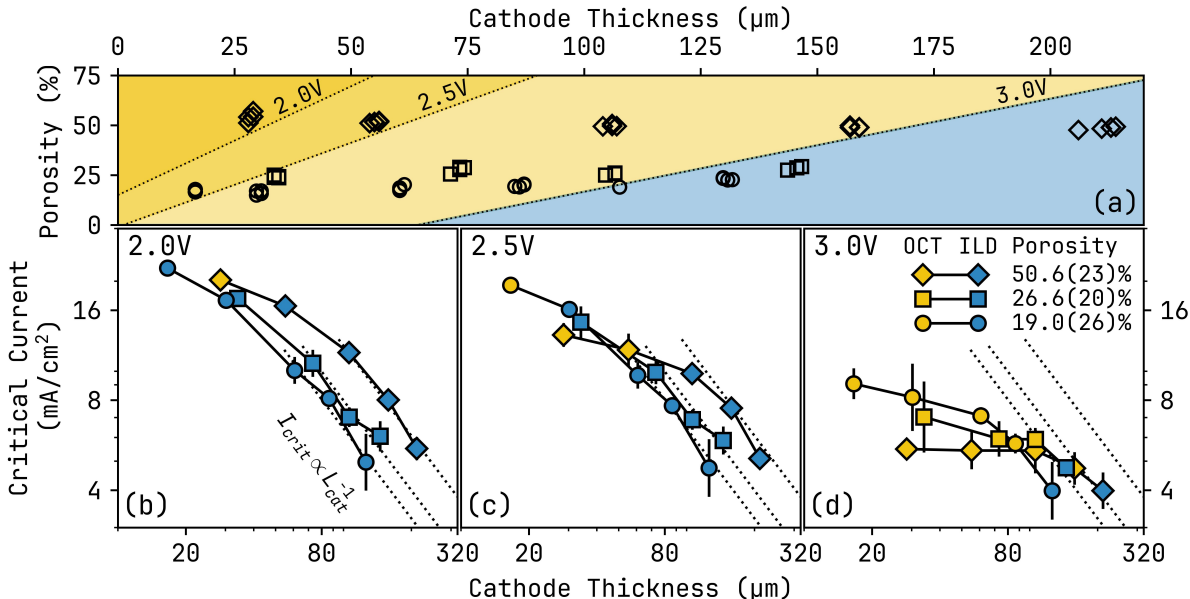 Cathode Thickness (μm)
0 25 50 75 100 125 150 175 200
Porosity (%)
75
50
25
0
2.0V
2.5V
3.0V
(a)
Critical Current
(mA/cm²)
16
8
4
2.0V
I_crit ∝ L_cat^-1
(b)
2.5V
(c)
3.0V
OCT ILD Porosity
50.6(23)%
26.6(20)%
19.0(26)%
(d)
16
8
4
20 80 320 20 80 320 20 80 320
Cathode Thickness (μm)